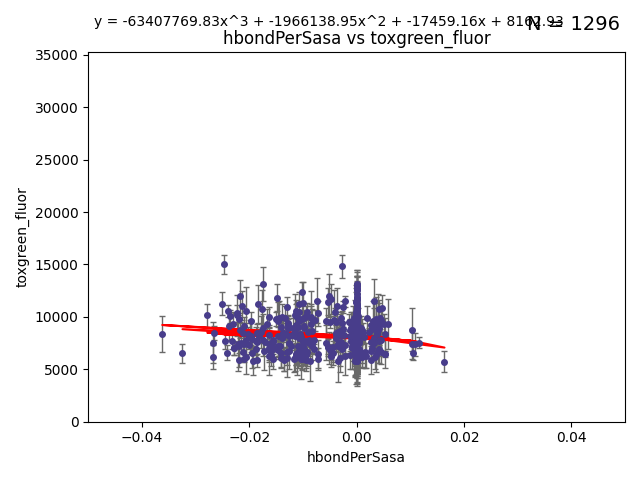 y = -63407769.83x^3 + -1966138.95x^2 + -17459.16x + 8162.93
N = 1296
hbondPerSasa vs toxgreen_fluor
35000
30000
25000
20000
15000
10000
5000
0
toxgreen_fluor
−0.04
−0.02
0.00
0.02
0.04
hbondPerSasa